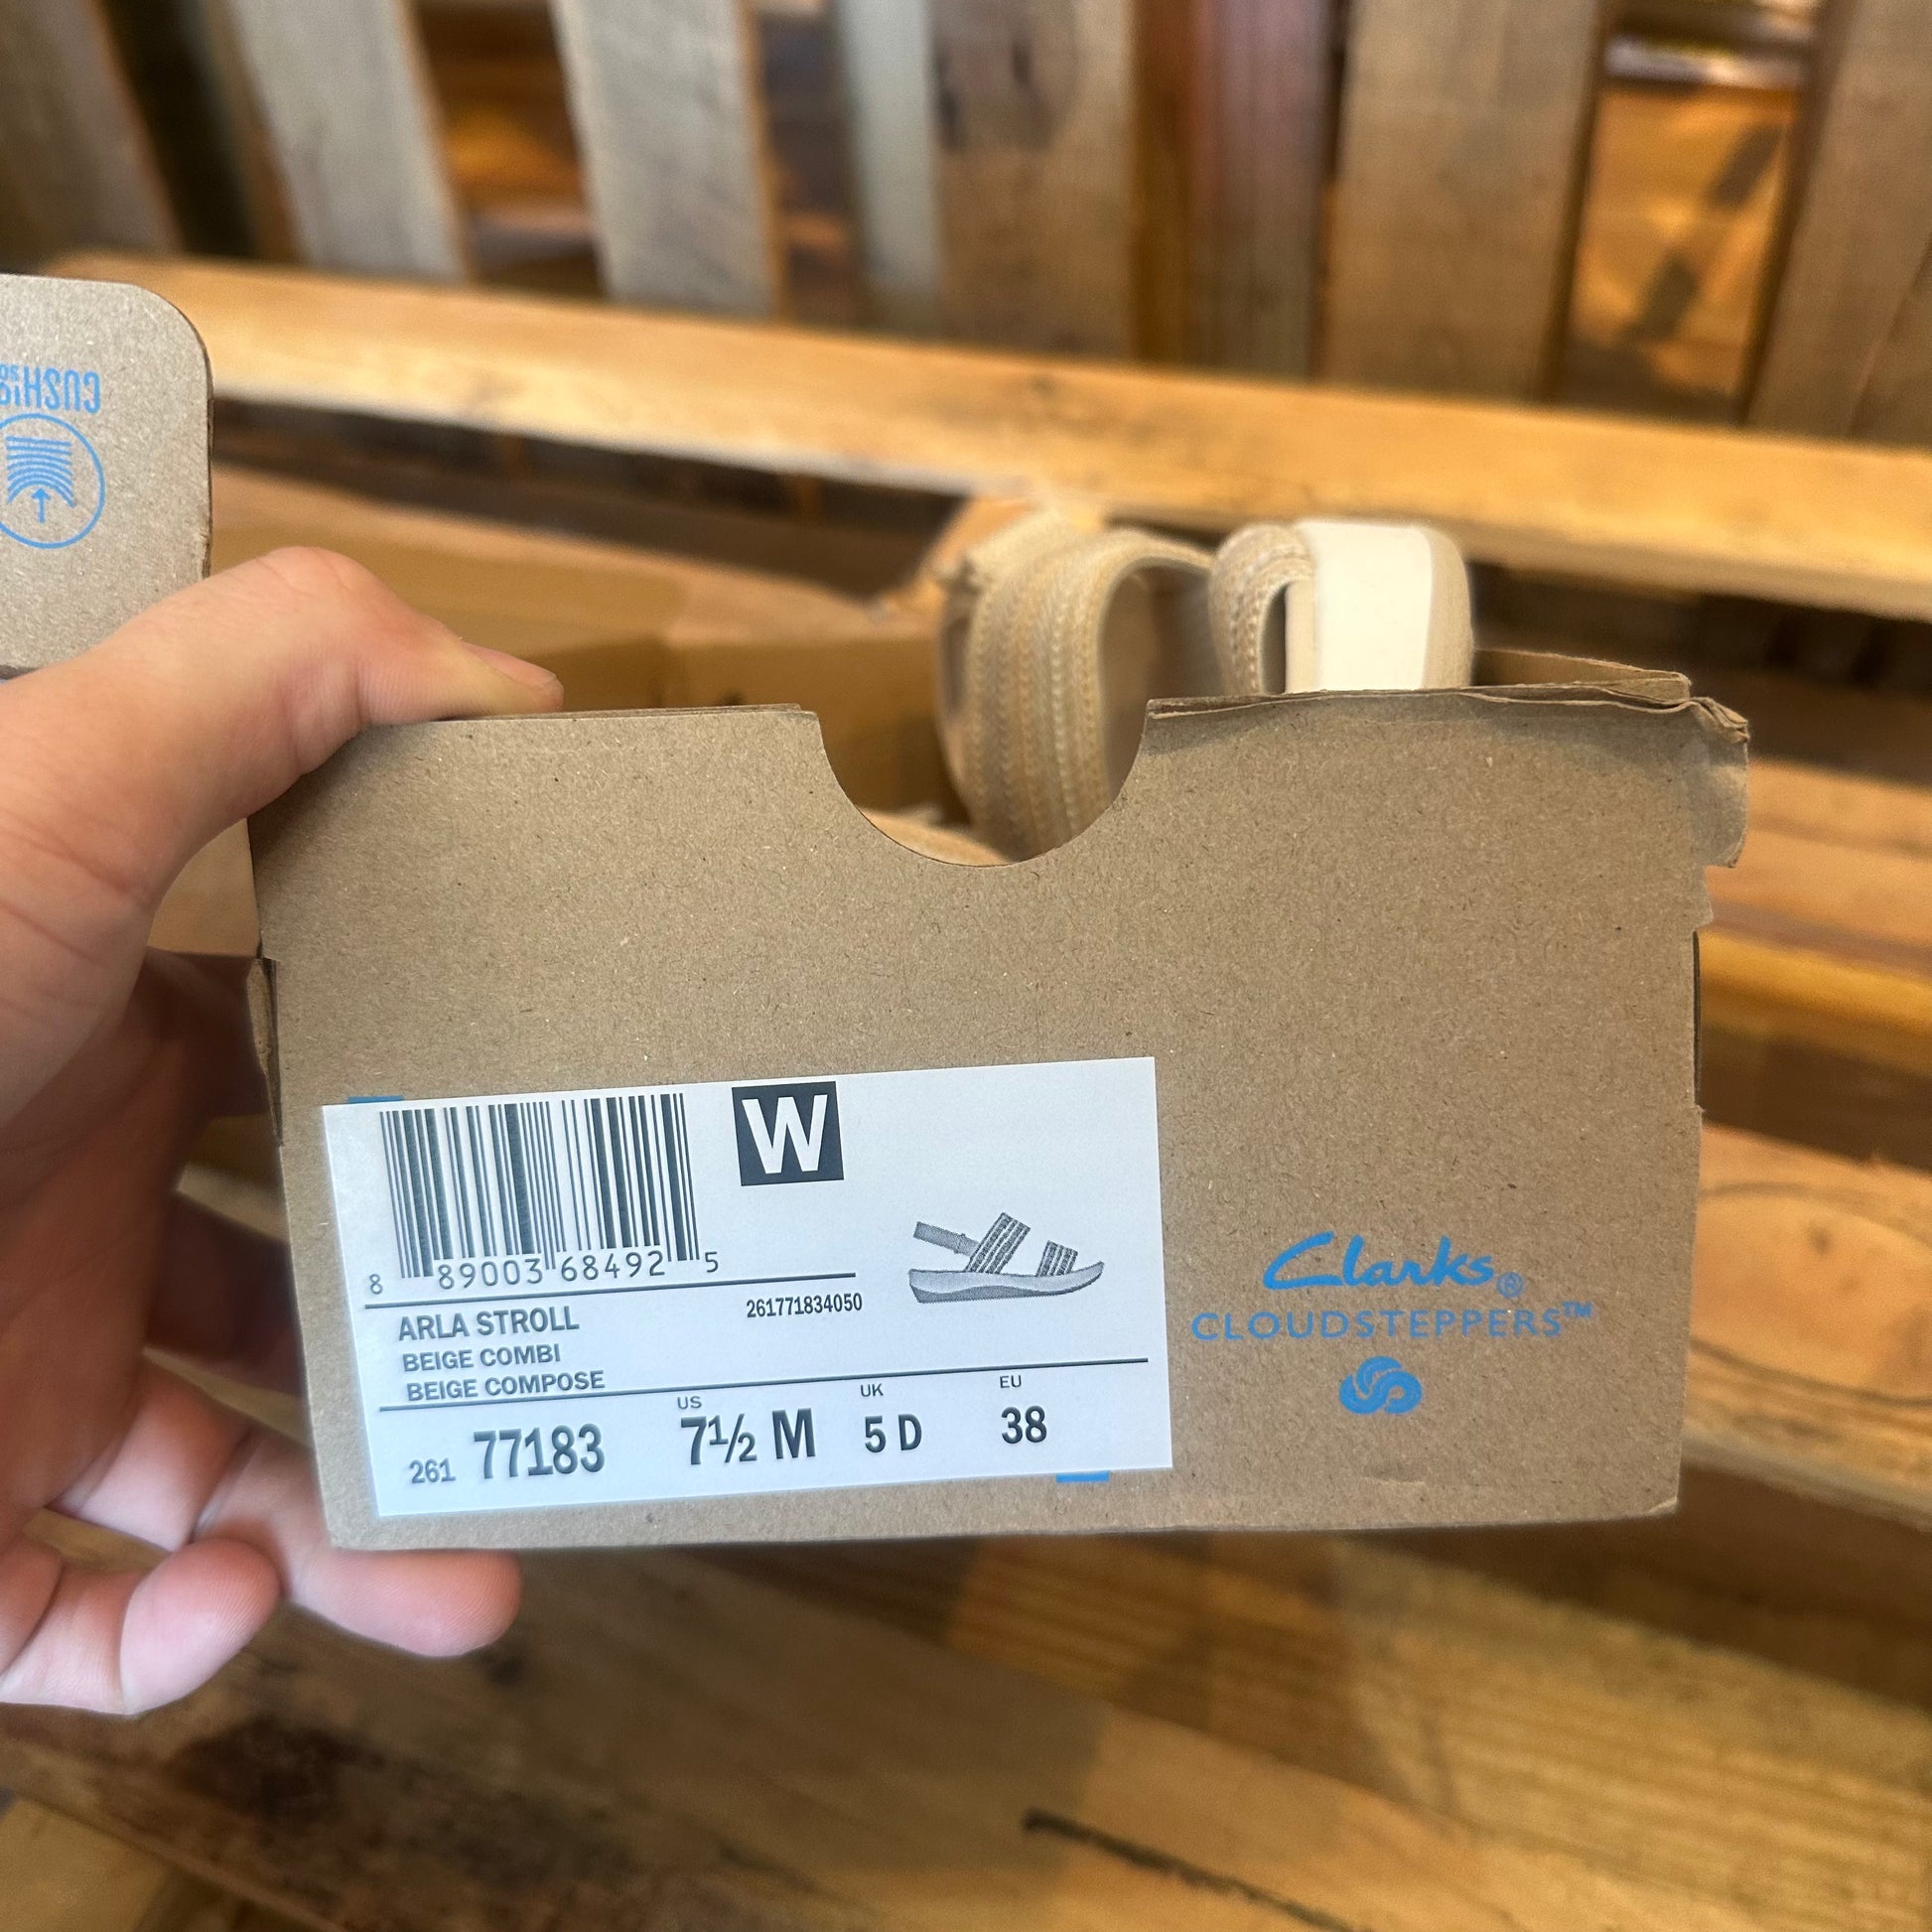 CUSHI
W
8 89003 68492 5
261771834050
ARLA STROLL
BEIGE COMBI
BEIGE COMPOSE
US UK EU
261 77183 7½ M 5 D 38
Clarks®
CLOUDSTEPPERS™